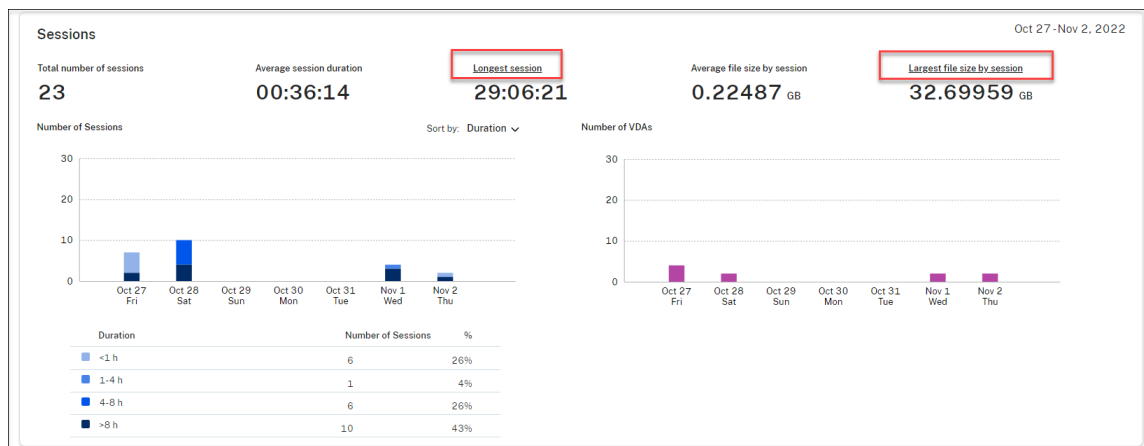 Sessions
Oct 27 -Nov 2, 2022
Total number of sessions
23
Average session duration
00:36:14
Longest session
29:06:21
Average file size by session
0.22487 GB
Largest file size by session
32.69959 GB
Number of Sessions
Sort by: Duration
30
20
10
0
Oct 27 Oct 28 Oct 29 Oct 30 Oct 31 Nov 1 Nov 2
Fri Sat Sun Mon Tue Wed Thu
Number of VDAs
30
20
10
0
Oct 27 Oct 28 Oct 29 Oct 30 Oct 31 Nov 1 Nov 2
Fri Sat Sun Mon Tue Wed Thu
Duration Number of Sessions %
<1 h 6 26%
1-4 h 1 4%
4-8 h 6 26%
>8 h 10 43%